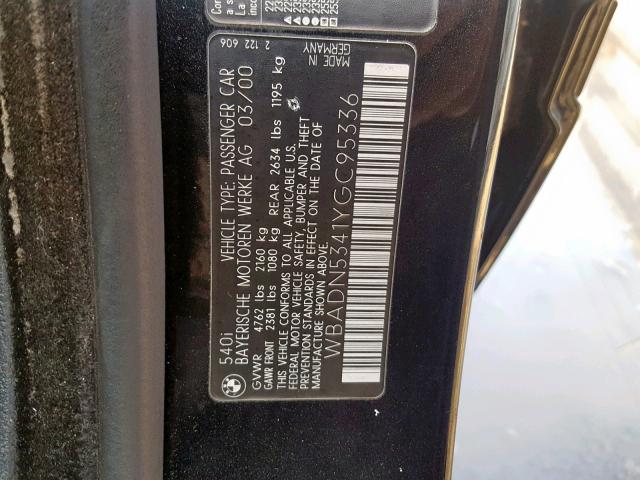 540i VEHICLE TYPE: PASSENGER CAR 2 122 606
BAYERISCHE MOTOREN WERKE AG 03/00
GVWR 4762 lbs 2160 kg
GAWR FRONT 2381 lbs 1080 kg REAR 2634 lbs 1195 kg
THIS VEHICLE CONFORMS TO ALL APPLICABLE U.S.
FEDERAL MOTOR VEHICLE SAFETY, BUMPER AND THEFT
PREVENTION STANDARDS IN EFFECT ON THE DATE OF
MANUFACTURE SHOWN ABOVE.
MADE IN
GERMANY
WBADN5341YGC95336